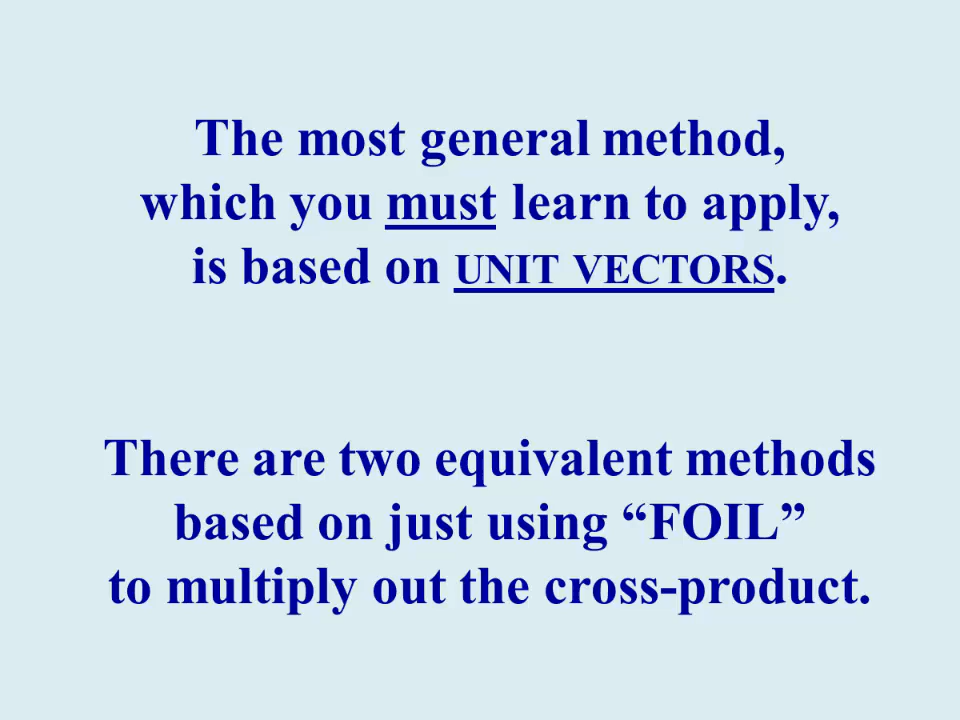 The most general method,
which you must learn to apply,
is based on UNIT VECTORS.
There are two equivalent methods
based on just using “FOIL”
to multiply out the cross-product.